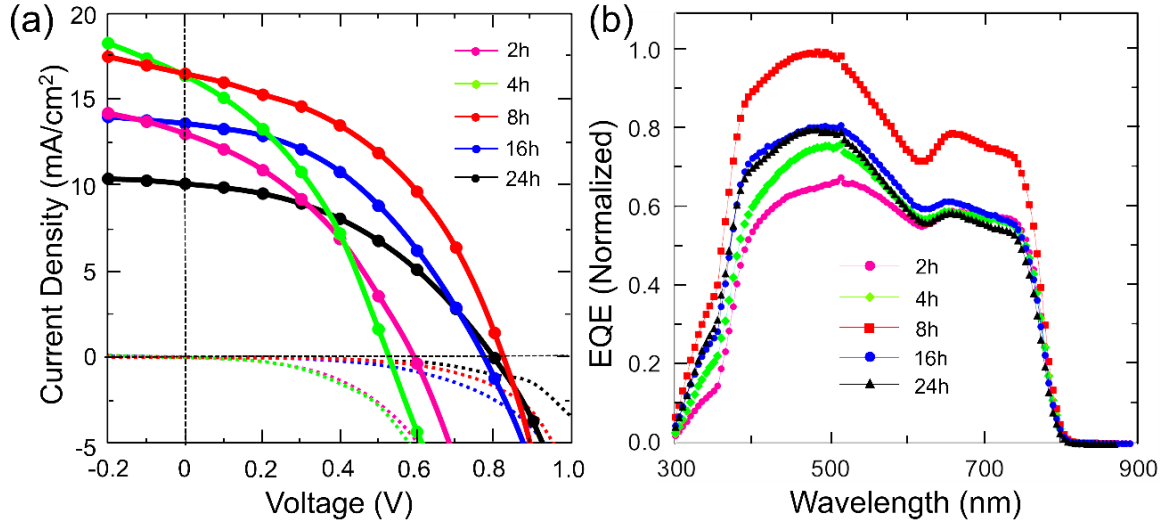 (a)
Current Density (mA/cm²)
20
15
10
5
0
-5
-0.2
0
0.2
0.4
0.6
0.8
1.0
Voltage (V)
2h
4h
8h
16h
24h
(b)
EQE (Normalized)
1.0
0.8
0.6
0.4
0.2
0.0
300
500
700
900
Wavelength (nm)
2h
4h
8h
16h
24h